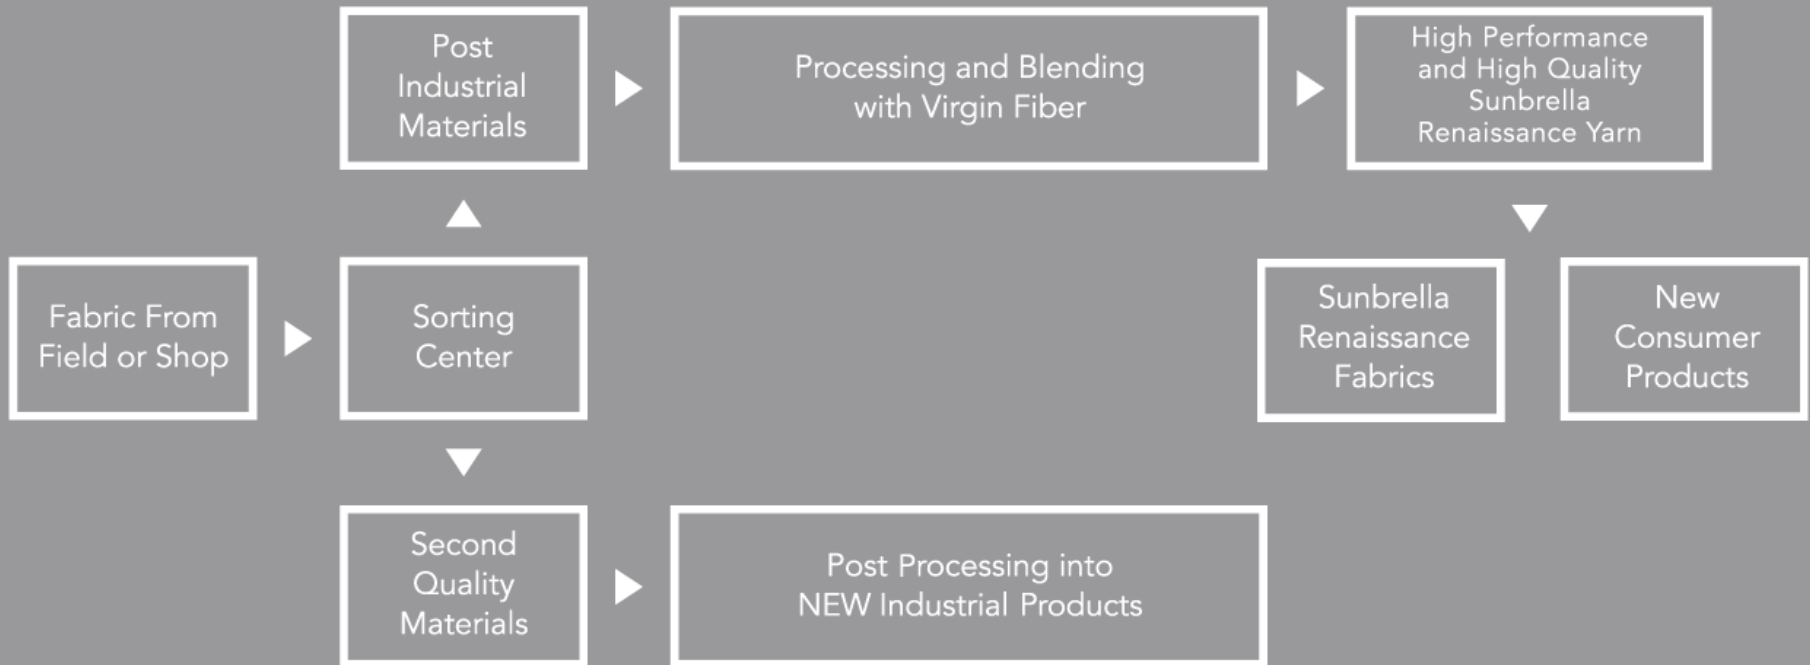 Post
Industrial
Materials
Processing and Blending
with Virgin Fiber
High Performance
and High Quality
Sunbrella
Renaissance Yarn
Fabric From
Field or Shop
Sorting
Center
Sunbrella
Renaissance
Fabrics
New
Consumer
Products
Second
Quality
Materials
Post Processing into
NEW Industrial Products